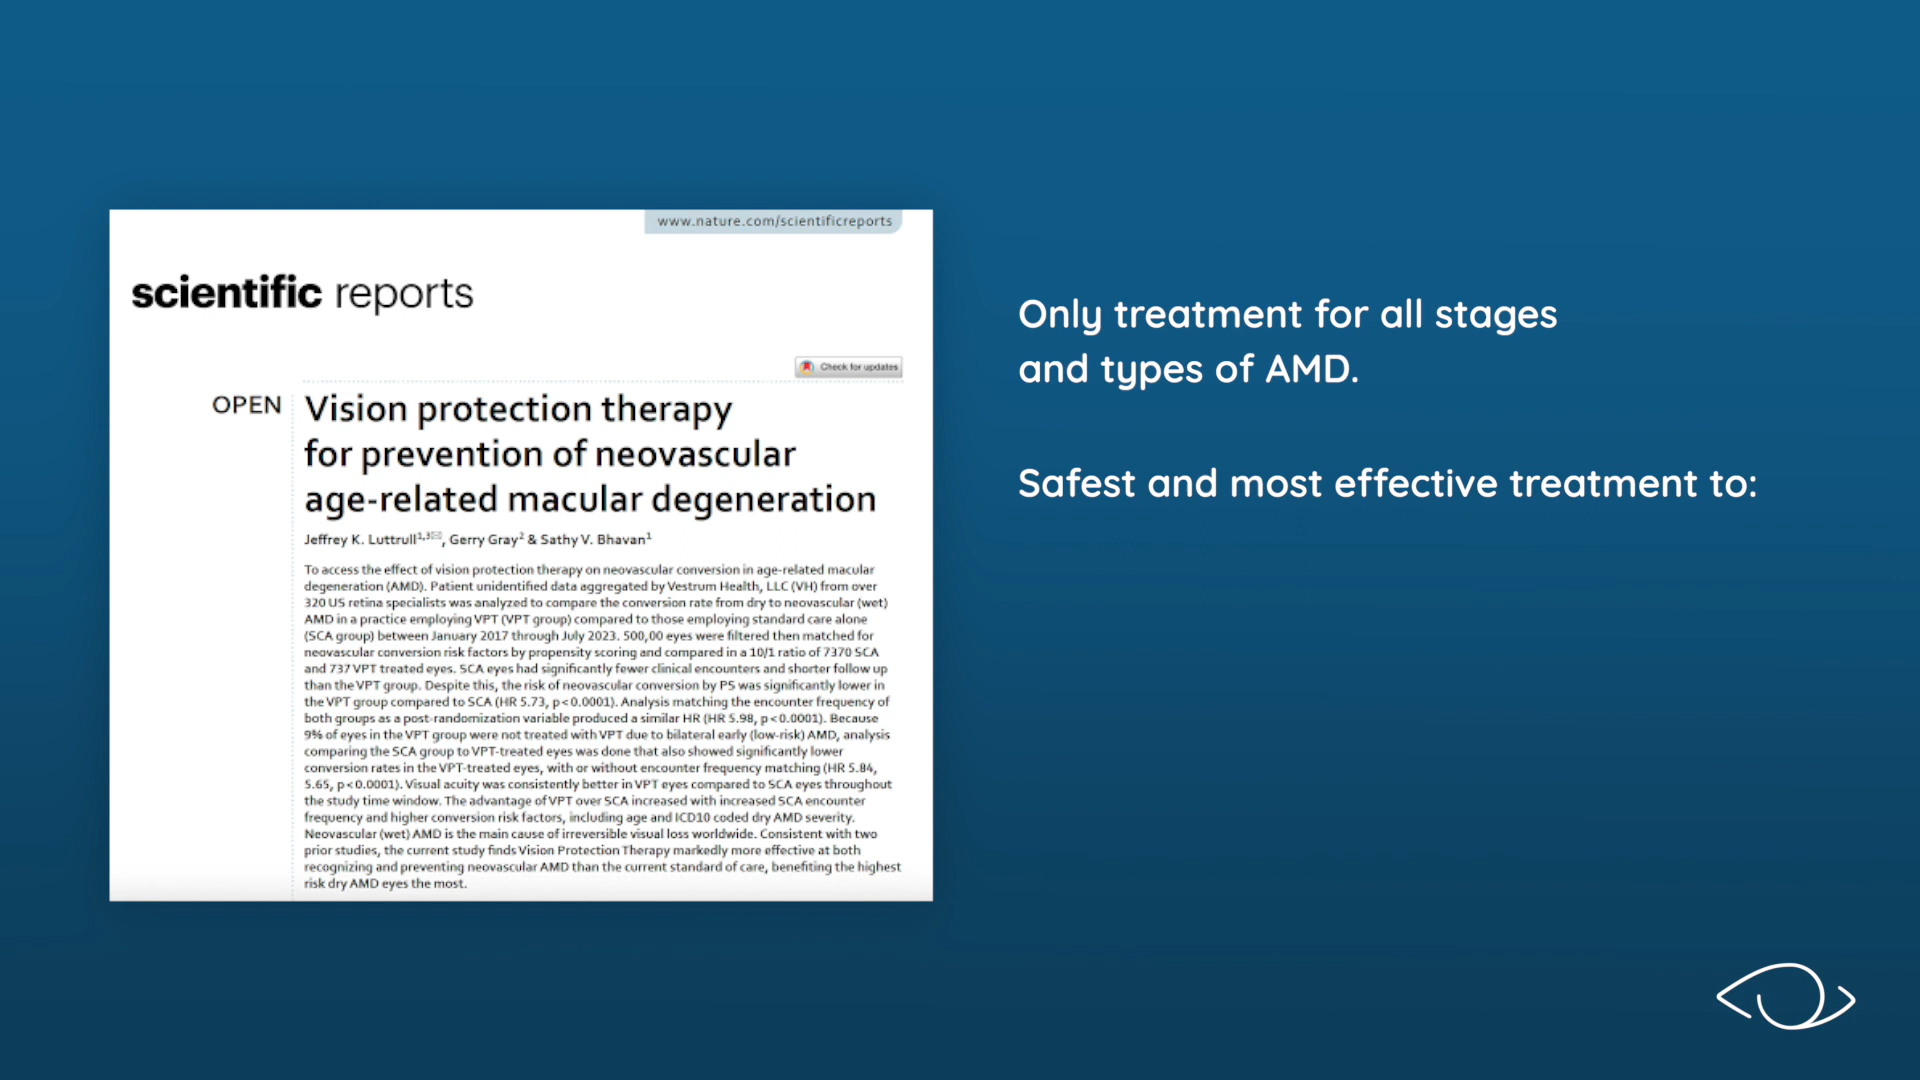 www.nature.com/scientificreports
scientific reports
Check for updates
OPEN
Vision protection therapy
for prevention of neovascular
age-related macular degeneration
Jeffrey K. Luttrull1,3✉, Gerry Gray2 & Sathy V. Bhavan1
To access the effect of vision protection therapy on neovascular conversion in age-related macular
degeneration (AMD). Patient unidentified data aggregated by Vestrum Health, LLC (VH) from over
320 US retina specialists was analyzed to compare the conversion rate from dry to neovascular (wet)
AMD in a practice employing VPT (VPT group) compared to those employing standard care alone
(SCA group) between January 2017 through July 2023. 500,00 eyes were filtered then matched for
neovascular conversion risk factors by propensity scoring and compared in a 10/1 ratio of 7370 SCA
and 737 VPT treated eyes. SCA eyes had significantly fewer clinical encounters and shorter follow up
than the VPT group. Despite this, the risk of neovascular conversion by PS was significantly lower in
the VPT group compared to SCA (HR 5.73, p < 0.0001). Analysis matching the encounter frequency of
both groups as a post-randomization variable produced a similar HR (HR 5.98, p < 0.0001). Because
9% of eyes in the VPT group were not treated with VPT due to bilateral early (low-risk) AMD, analysis
comparing the SCA group to VPT-treated eyes was done that also showed significantly lower
conversion rates in the VPT-treated eyes, with or without encounter frequency matching (HR 5.84,
5.65, p < 0.0001). Visual acuity was consistently better in VPT eyes compared to SCA eyes throughout
the study time window. The advantage of VPT over SCA increased with increased SCA encounter
frequency and higher conversion risk factors, including age and ICD10 coded dry AMD severity.
Neovascular (wet) AMD is the main cause of irreversible visual loss worldwide. Consistent with two
prior studies, the current study finds Vision Protection Therapy markedly more effective at both
recognizing and preventing neovascular AMD than the current standard of care, benefiting the highest
risk dry AMD eyes the most.
Only treatment for all stages
and types of AMD.
Safest and most effective treatment to: